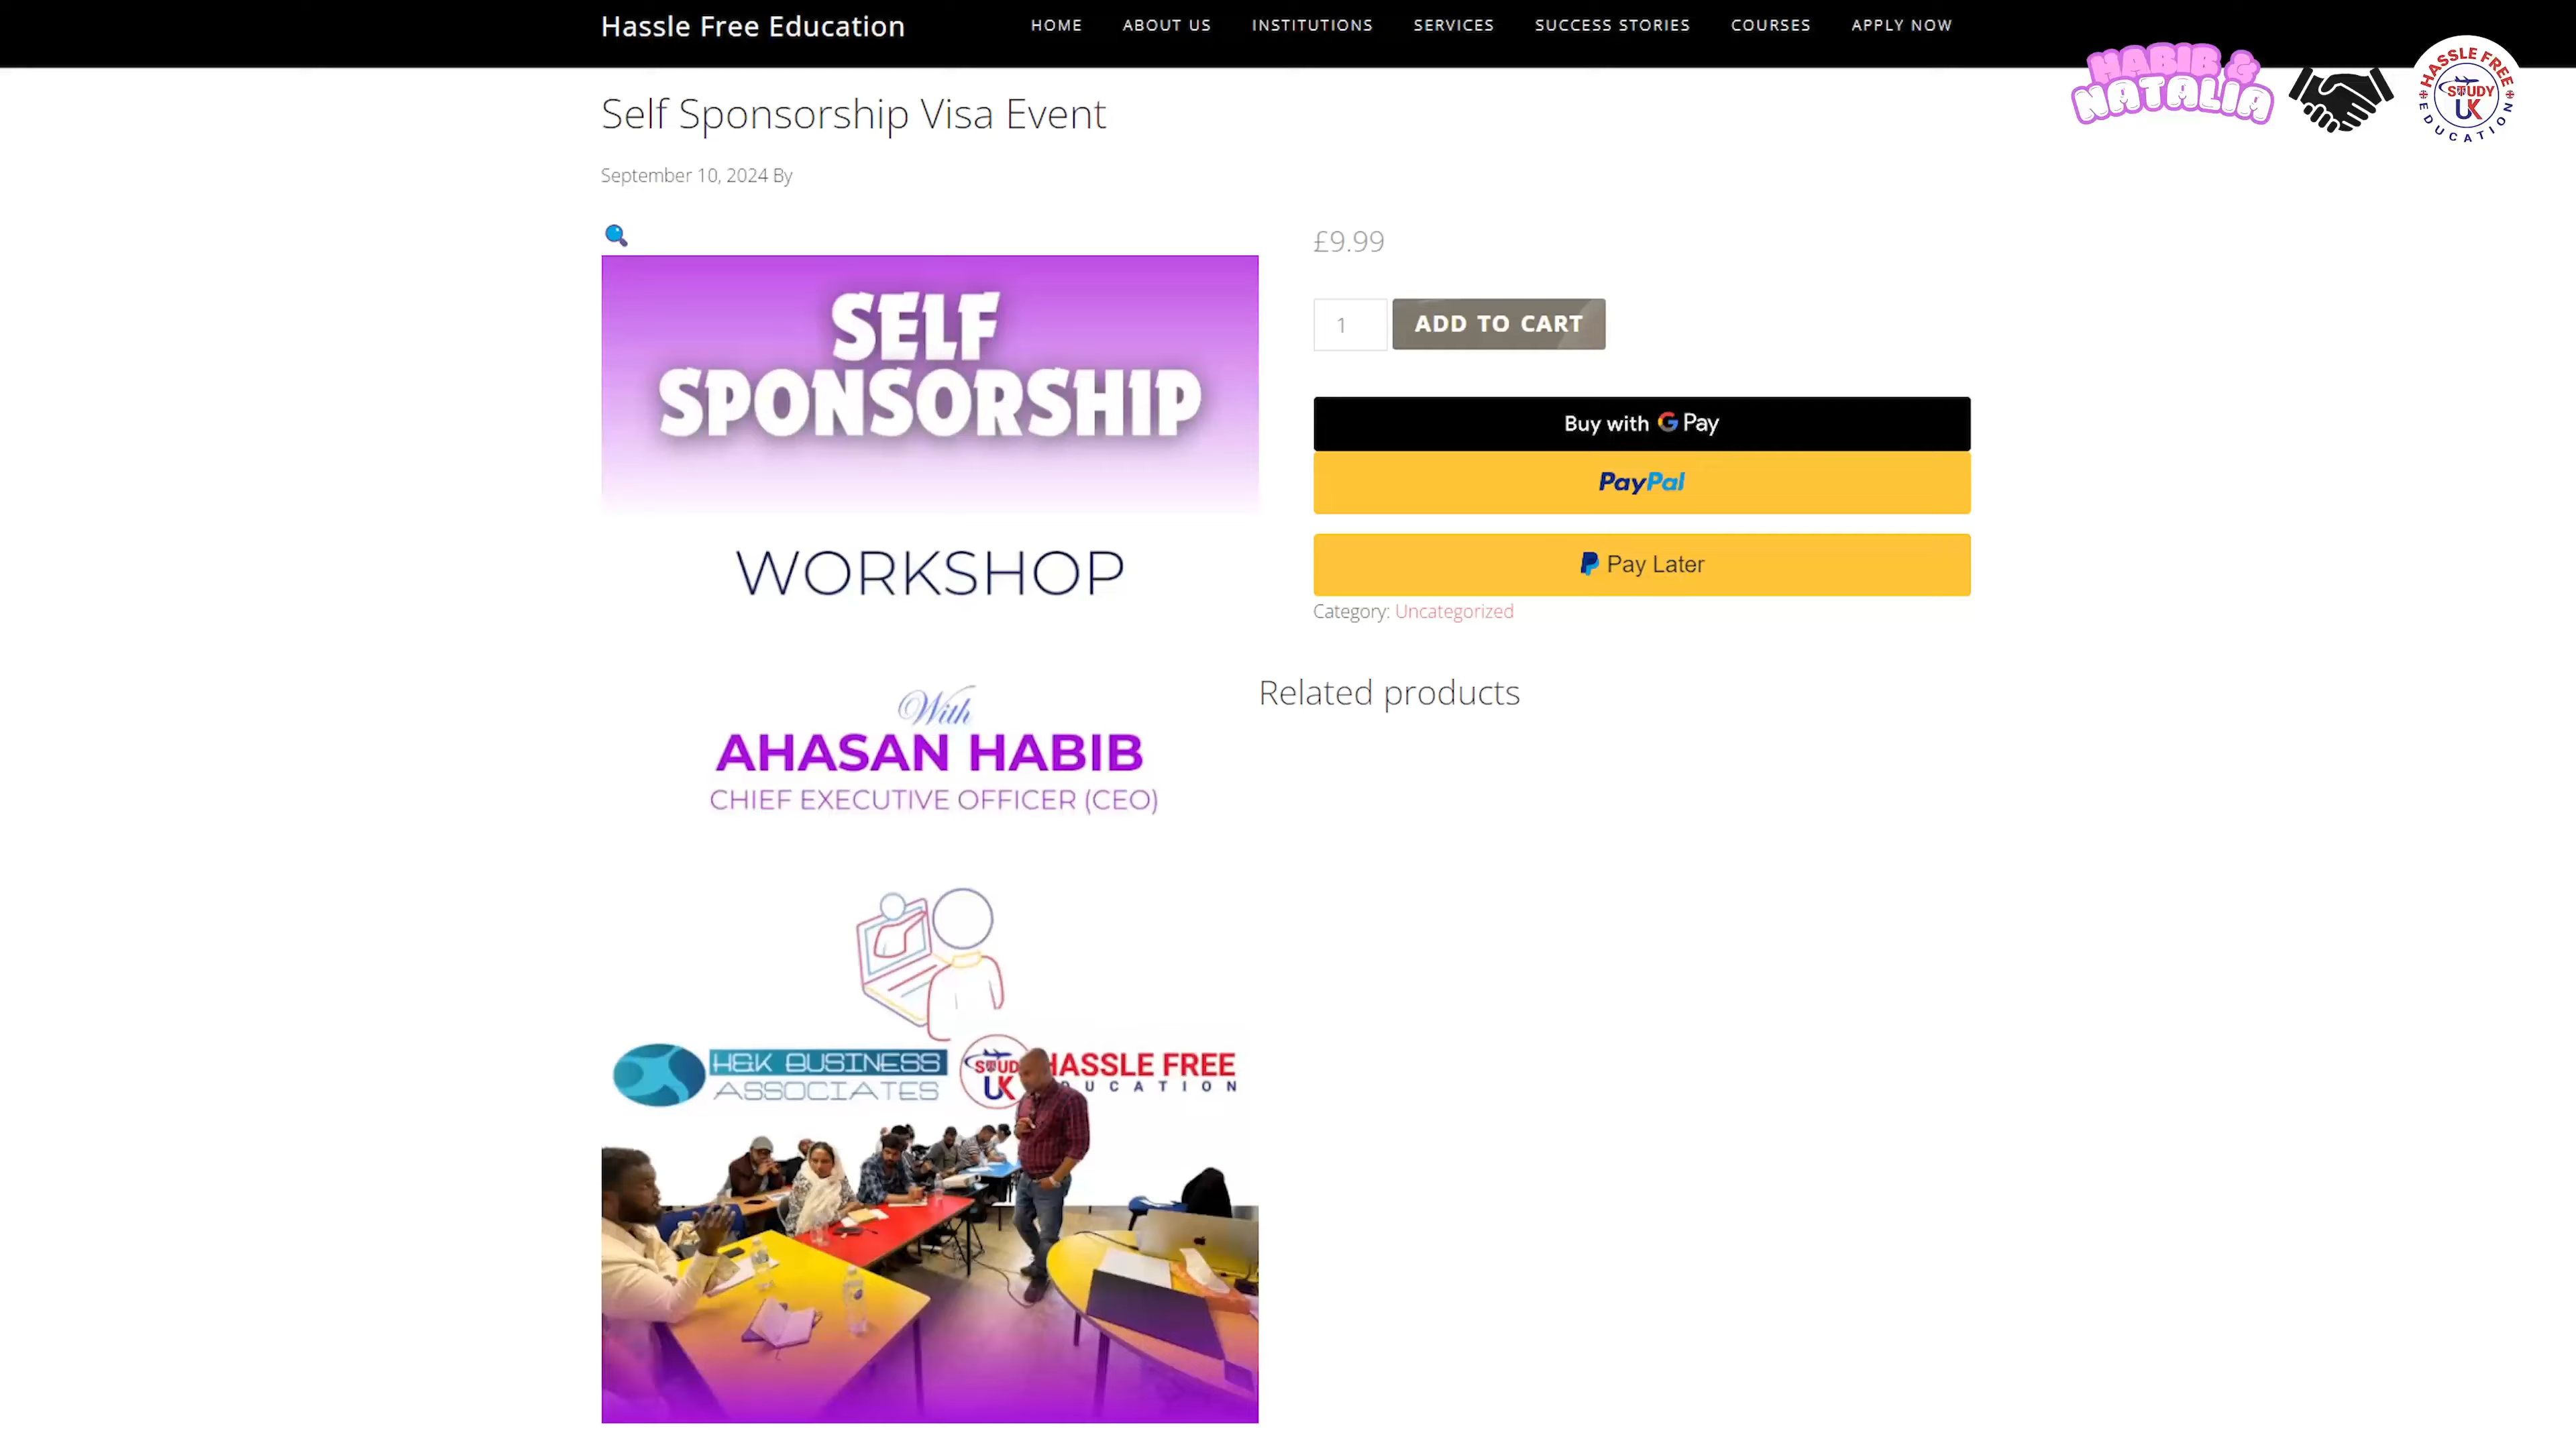 Hassle Free Education
HOME ABOUT US INSTITUTIONS SERVICES SUCCESS STORIES COURSES APPLY NOW
HABIB &
NATALIA
HASSLE FREE
STUDY
UK
EDUCATION
Self Sponsorship Visa Event
September 10, 2024 By
£9.99
1
ADD TO CART
Buy with G Pay
PayPal
Pay Later
Category: Uncategorized
Related products
SELF
SPONSORSHIP
WORKSHOP
With
AHASAN HABIB
CHIEF EXECUTIVE OFFICER (CEO)
H&K BUSINESS
ASSOCIATES
STUD
UK
HASSLE FREE
DUCATION